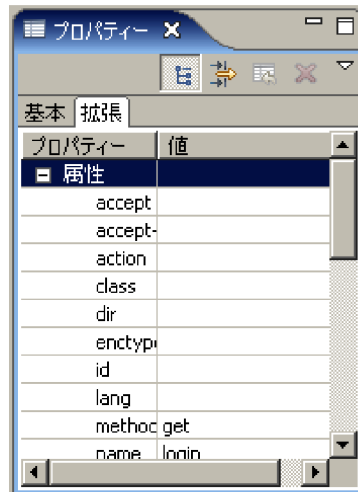 プロパティー
基本 拡張
プロパティー 値
属性
accept
accept-
action
class
dir
enctyp
id
lang
method get
name login